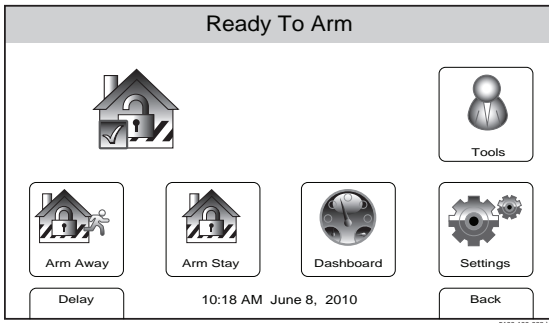 Ready To Arm
Tools
Arm Away
Arm Stay
Dashboard
Settings
Delay
10:18 AM June 8, 2010
Back